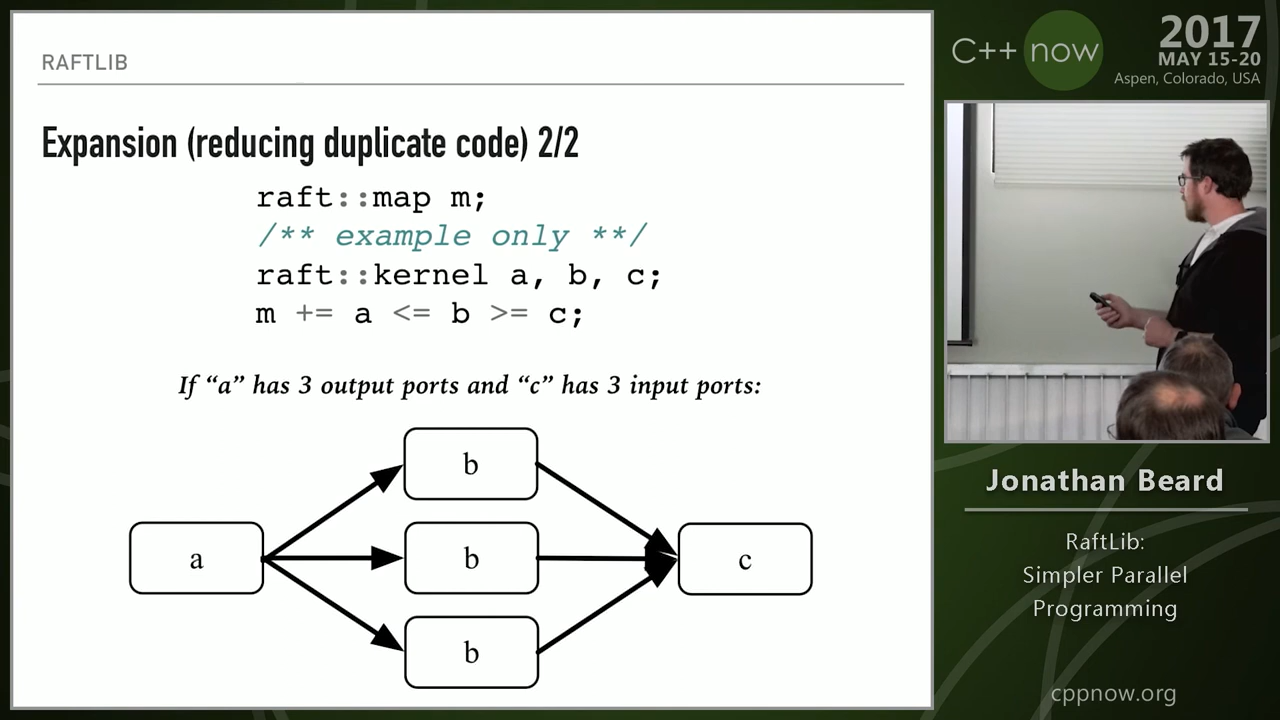 RAFTLIB
Expansion (reducing duplicate code) 2/2
raft::map m;
/** example only **/
raft::kernel a, b, c;
m += a <= b >= c;
If “a” has 3 output ports and “c” has 3 input ports:
b
a
b
c
b
C++ now
2017
MAY 15-20
Aspen, Colorado, USA
Jonathan Beard
RaftLib:
Simpler Parallel
Programming
cppnow.org